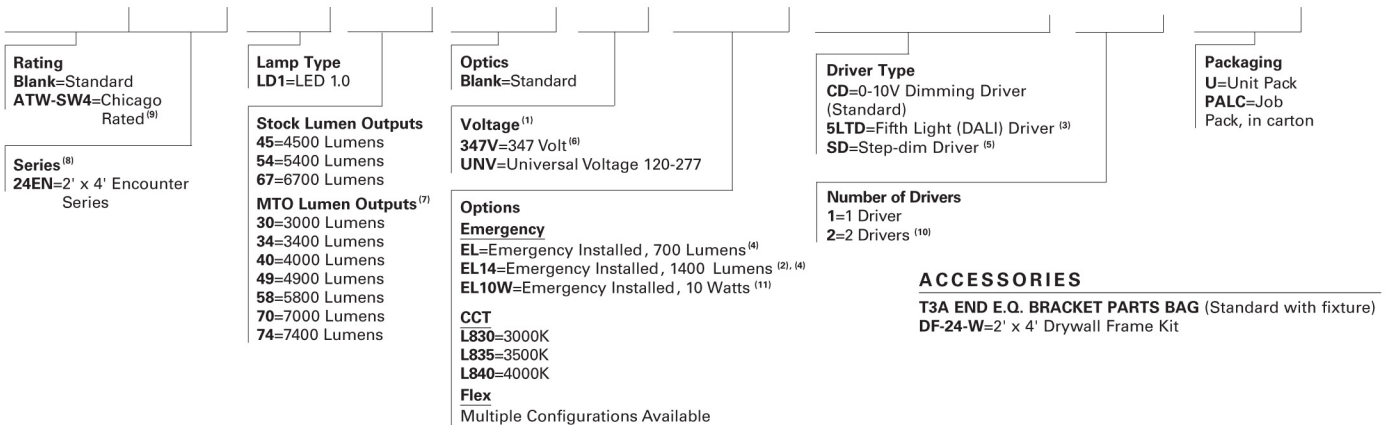 Rating
Blank=Standard
ATW-SW4=Chicago
Rated (9)
Series (8)
24EN=2' x 4' Encounter
Series
Lamp Type
LD1=LED 1.0
Stock Lumen Outputs
45=4500 Lumens
54=5400 Lumens
67=6700 Lumens
MTO Lumen Outputs (7)
30=3000 Lumens
34=3400 Lumens
40=4000 Lumens
49=4900 Lumens
58=5800 Lumens
70=7000 Lumens
74=7400 Lumens
Optics
Blank=Standard
Voltage (1)
347V=347 Volt (6)
UNV=Universal Voltage 120-277
Options
Emergency
EL=Emergency Installed, 700 Lumens (4)
EL14=Emergency Installed, 1400 Lumens (2), (4)
EL10W=Emergency Installed, 10 Watts (11)
CCT
L830=3000K
L835=3500K
L840=4000K
Flex
Multiple Configurations Available
Driver Type
CD=0-10V Dimming Driver
(Standard)
5LTD=Fifth Light (DALI) Driver (3)
SD=Step-dim Driver (5)
Number of Drivers
1=1 Driver
2=2 Drivers (10)
Packaging
U=Unit Pack
PALC=Job
Pack, in carton
ACCESSORIES
T3A END E.Q. BRACKET PARTS BAG (Standard with fixture)
DF-24-W=2' x 4' Drywall Frame Kit